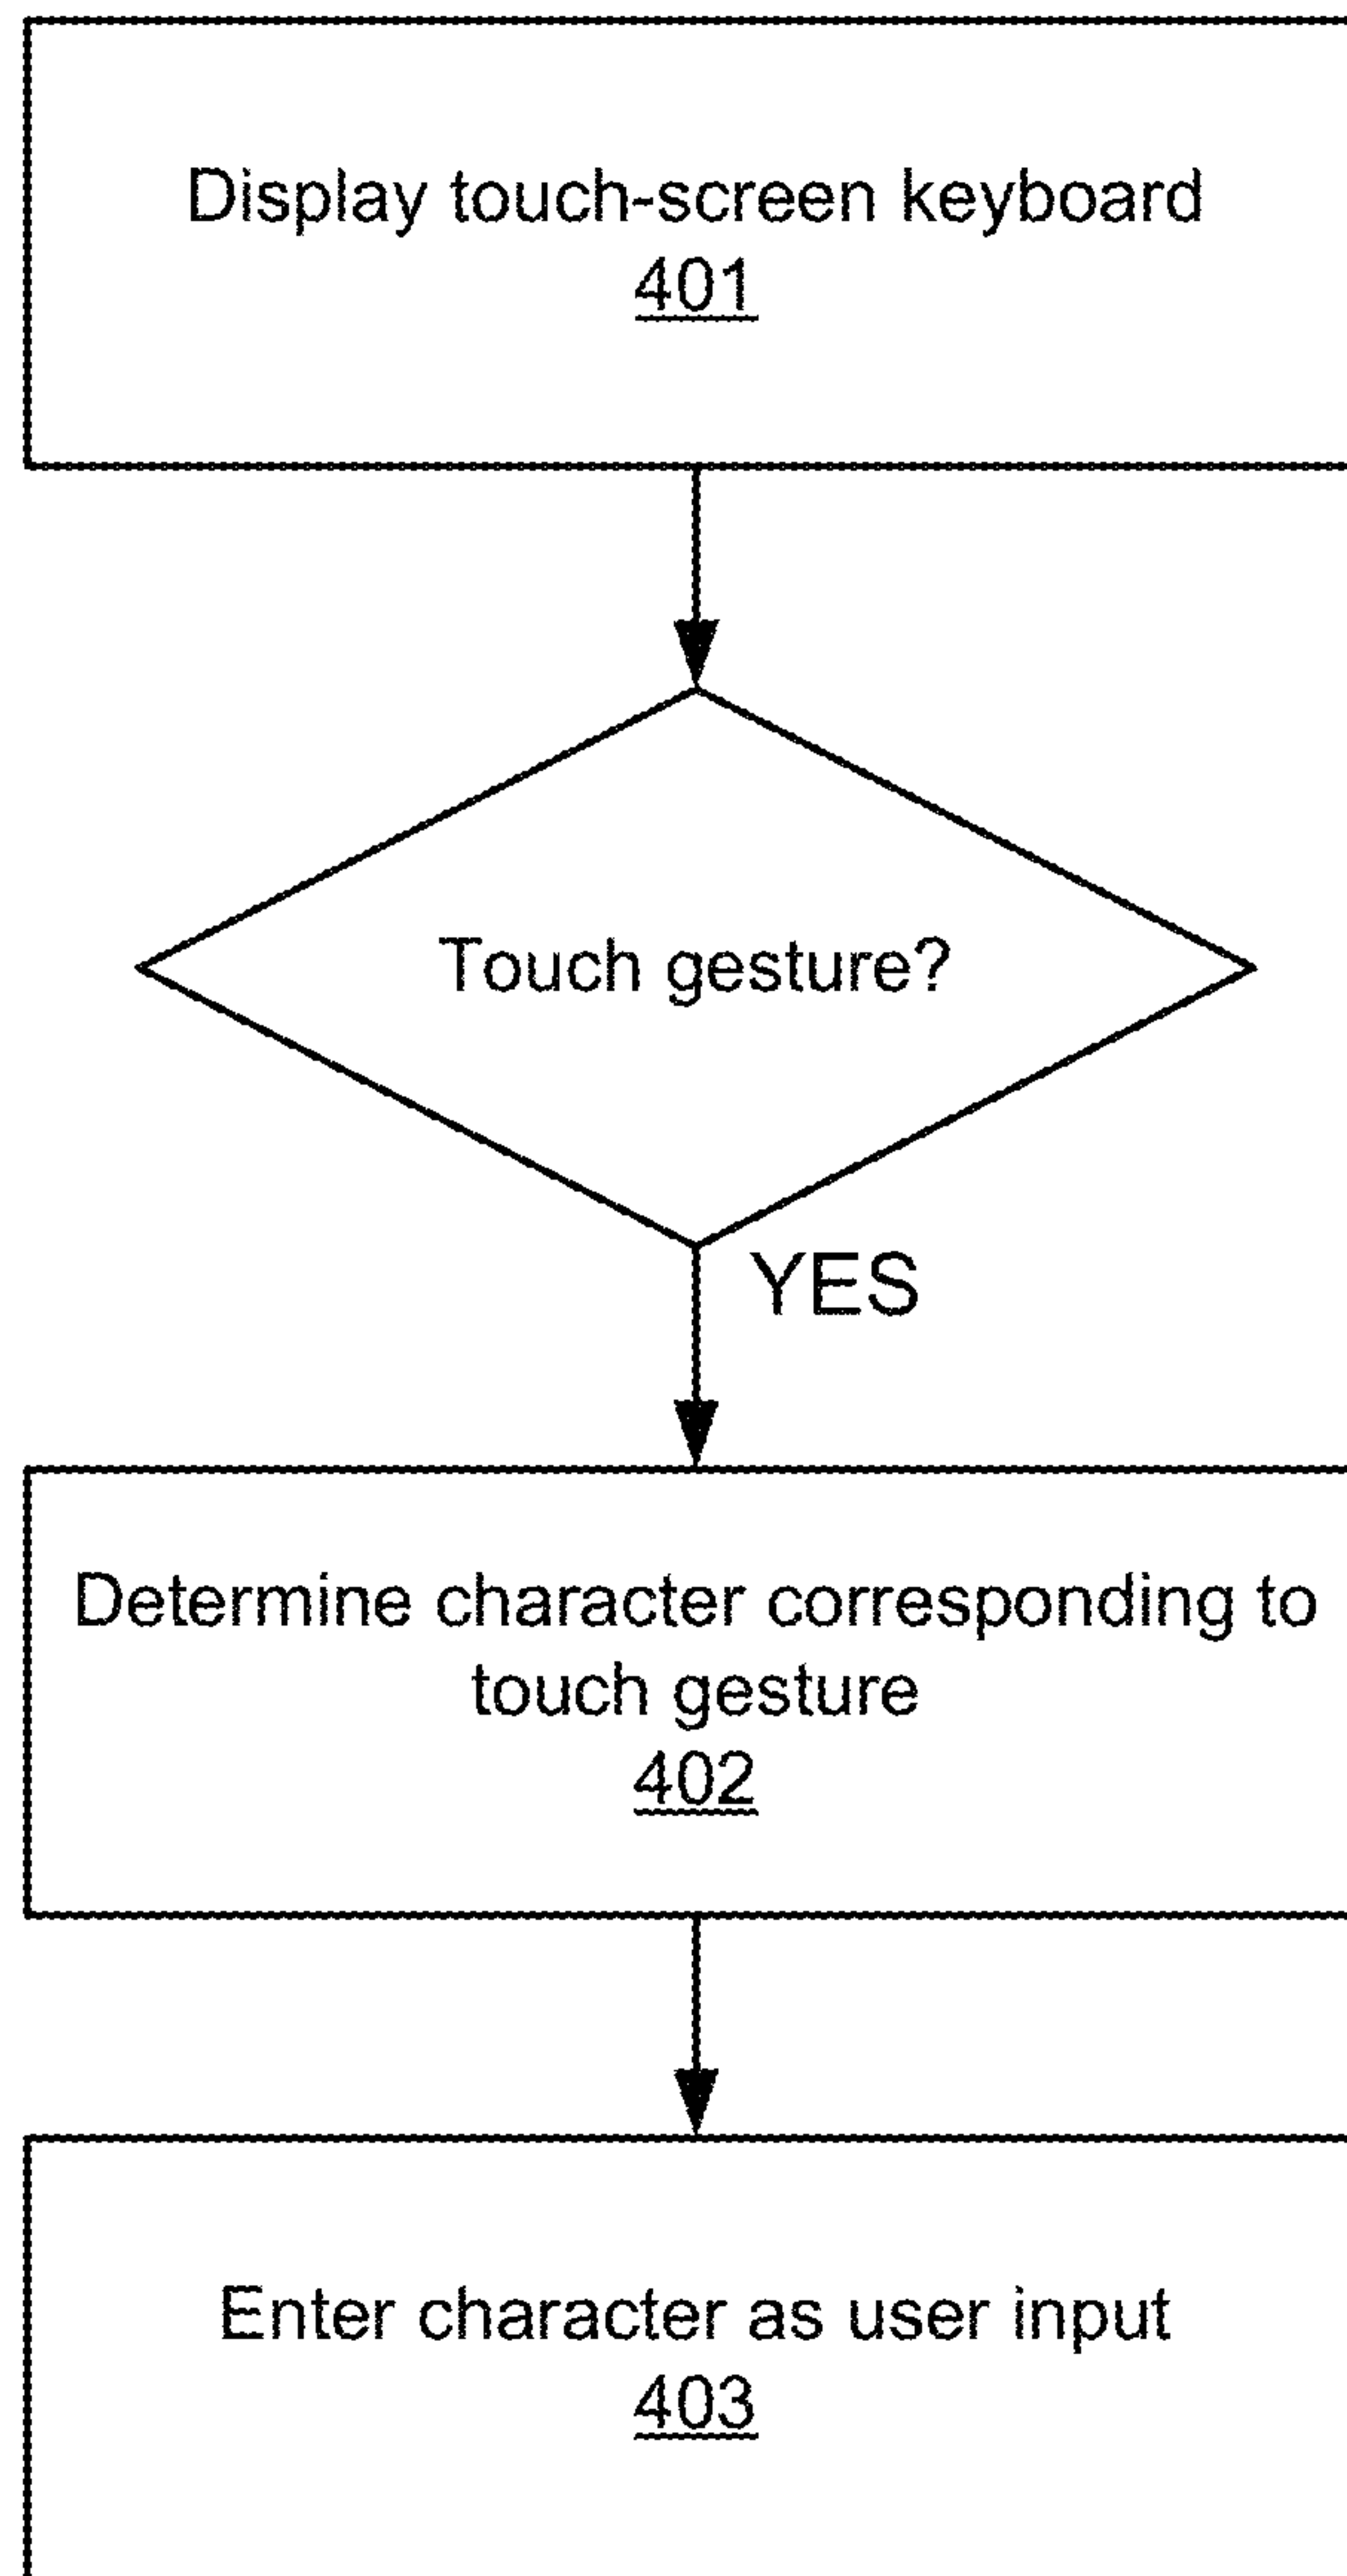 Display touch-screen keyboard
401
Touch gesture?
YES
Determine character corresponding to
touch gesture
402
Enter character as user input
403